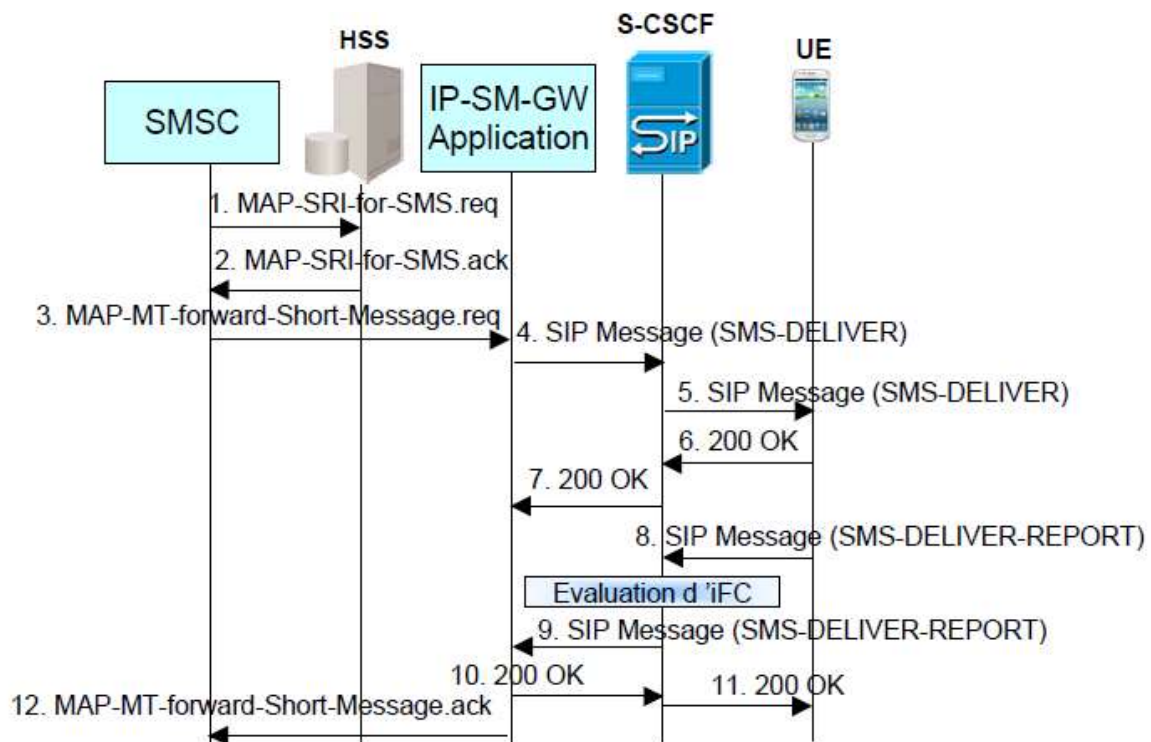 S-CSCF
HSS
UE
SMSC
IP-SM-GW
Application
SIP
1. MAP-SRI-for-SMS.req
2. MAP-SRI-for-SMS.ack
3. MAP-MT-forward-Short-Message.req
4. SIP Message (SMS-DELIVER)
5. SIP Message (SMS-DELIVER)
6. 200 OK
7. 200 OK
8. SIP Message (SMS-DELIVER-REPORT)
Evaluation d 'iFC
9. SIP Message (SMS-DELIVER-REPORT)
10. 200 OK
11. 200 OK
12. MAP-MT-forward-Short-Message.ack